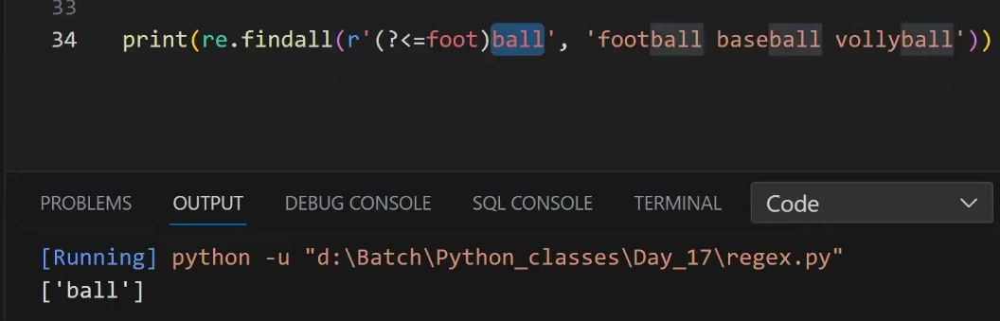 33
34 print(re.findall(r'(?<=foot)ball', 'football baseball vollyball'))
PROBLEMS OUTPUT DEBUG CONSOLE SQL CONSOLE TERMINAL Code
[Running] python -u "d:\Batch\Python_classes\Day_17\regex.py"
['ball']